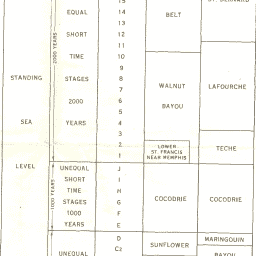 ST. BERNARD
15
EQUAL
14
BELT
13
SHORT
12
11
2000 YEARS
TIME
10
9
STANDING
STAGES
8
WALNUT
LAFOURCHE
7
2000
6
BAYOU
5
SEA
YEARS
4
3
2
LOWER
ST. FRANCIS
NEAR MEMPHIS
TECHE
1
LEVEL
UNEQUAL
J
SHORT
I
1000 YEARS
TIME
H
STAGES
G
COCODRIE
COCODRIE
1000
F
YEARS
E
D
MARINGOUIN
UNEQUAL
C2
SUNFLOWER
BAYOU